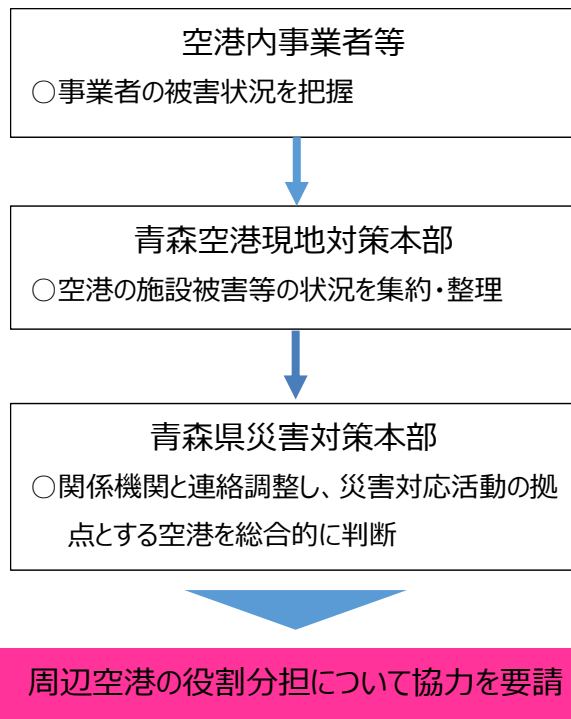 空港内事業者等
○事業者の被害状況を把握
青森空港現地対策本部
○空港の施設被害等の状況を集約・整理
青森県災害対策本部
○関係機関と連絡調整し、災害対応活動の拠
点とする空港を総合的に判断
周辺空港の役割分担について協力を要請